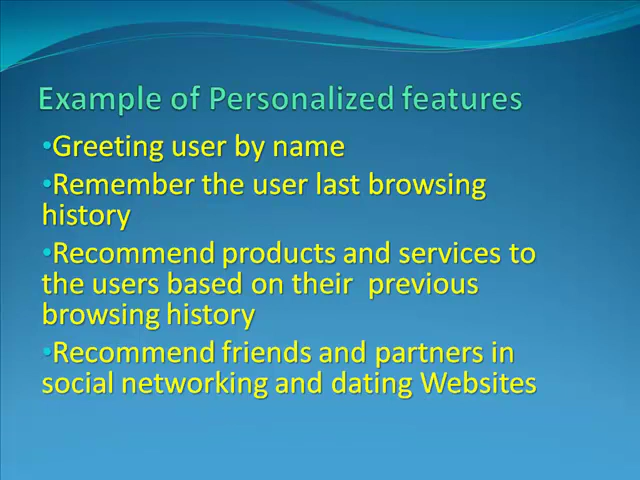 Example of Personalized features
•Greeting user by name
•Remember the user last browsing
history
•Recommend products and services to
the users based on their  previous
browsing history
•Recommend friends and partners in
social networking and dating Websites